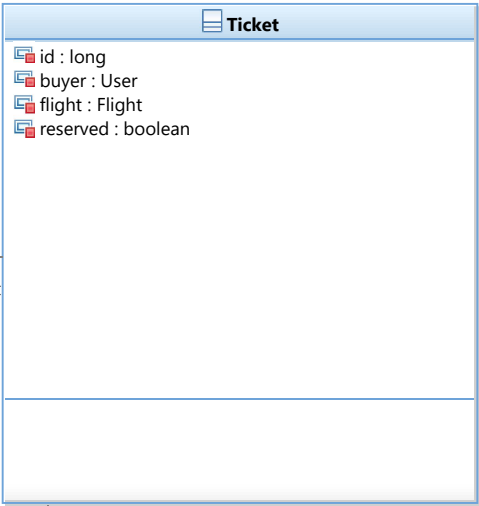 Ticket
id : long
buyer : User
flight : Flight
reserved : boolean